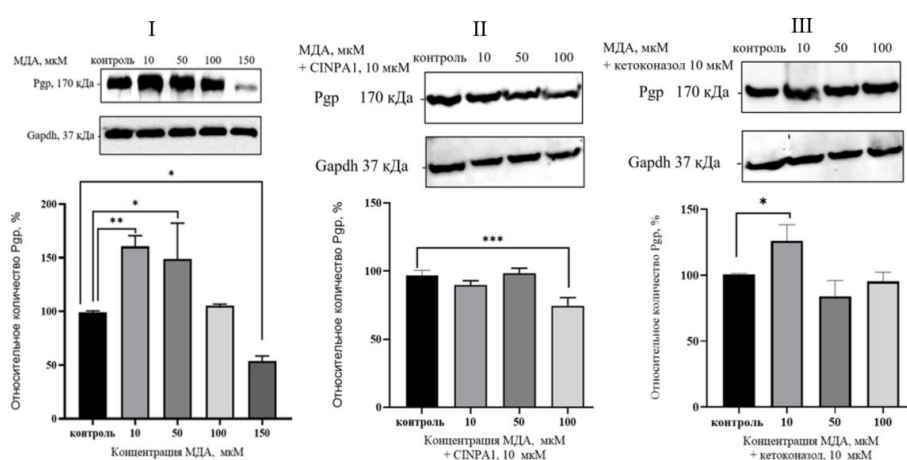 I
МДА, мкМ контроль 10 50 100 150
Pgp, 170 кДа
Gapdh, 37 кДа
Относительное количество Pgp, %
200
150
100
50
0
*
*
**
контроль 10 50 100 150
Концентрация МДА, мкМ
II
МДА, мкМ контроль 10 50 100
+ CINPA1, 10 мкМ
Pgp 170 кДа
Gapdh 37 кДа
Относительное количество Pgp, %
150
100
50
0
***
контроль 10 50 100
Концентрация МДА, мкМ
+ CINPA1, 10 мкМ
III
МДА, мкМ контроль 10 50 100
+ кетоконазол 10 мкМ
Pgp 170 кДа
Gapdh 37 кДа
Относительное количество Pgp, %
150
100
50
0
*
контроль 10 50 100
Концентрация МДА, мкМ
+ кетоконазол, 10 мкМ